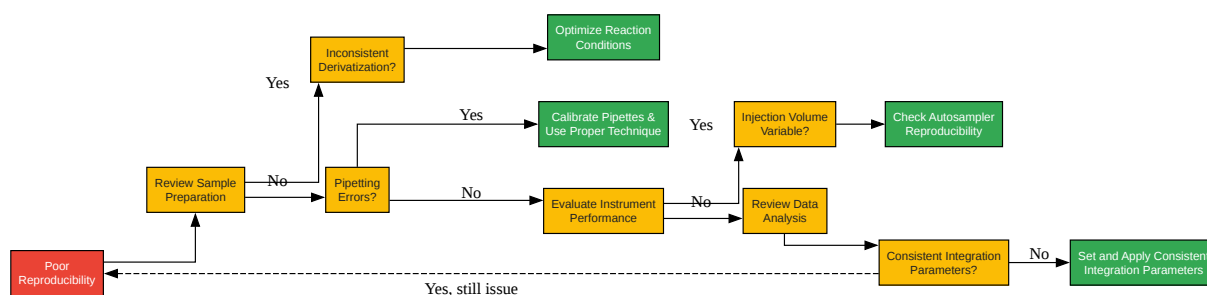 Optimize Reaction
Conditions
Inconsistent
Derivatization?
Yes
Yes
Calibrate Pipettes &
Use Proper Technique
Yes
Injection Volume
Variable?
Check Autosampler
Reproducibility
Review Sample
Preparation
No
Pipetting
Errors?
No
Evaluate Instrument
Performance
No
Review Data
Analysis
Consistent Integration
Parameters?
No
Set and Apply Consistent
Integration Parameters
Poor
Reproducibility
Yes, still issue